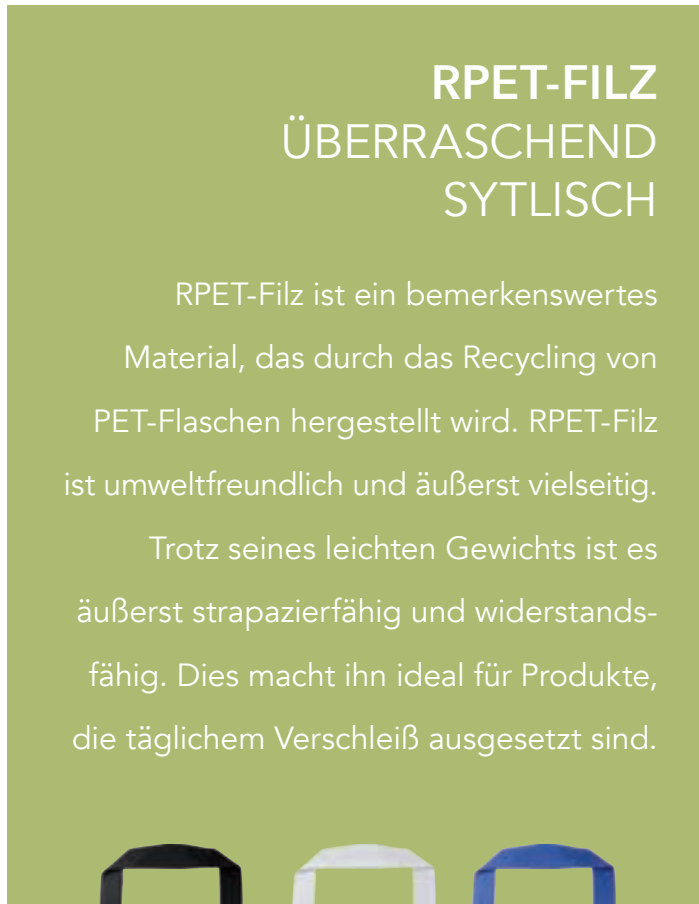 RPET-FILZ
ÜBERRASCHEND
SYTLISCH
RPET-Filz ist ein bemerkenswertes
Material, das durch das Recycling von
PET-Flaschen hergestellt wird. RPET-Filz
ist umweltfreundlich und äußerst vielseitig.
Trotz seines leichten Gewichts ist es
äußerst strapazierfähig und widerstands-
fähig. Dies macht ihn ideal für Produkte,
die täglichem Verschleiß ausgesetzt sind.